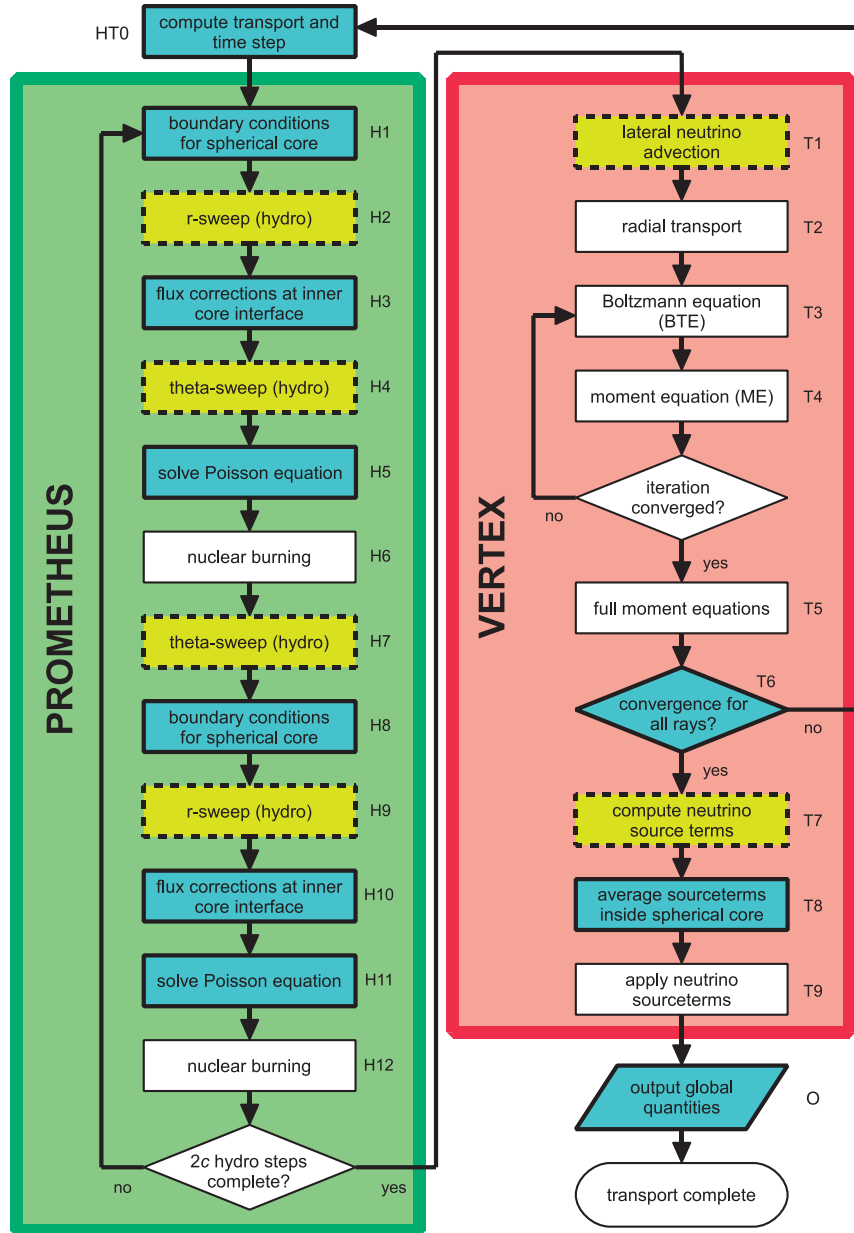 compute transport and
time step
HT0
PROMETHEUS
boundary conditions
for spherical core
H1
r-sweep (hydro)
H2
flux corrections at inner
core interface
H3
theta-sweep (hydro)
H4
solve Poisson equation
H5
nuclear burning
H6
theta-sweep (hydro)
H7
boundary conditions
for spherical core
H8
r-sweep (hydro)
H9
flux corrections at inner
core interface
H10
solve Poisson equation
H11
nuclear burning
H12
2c hydro steps
complete?
no
yes
VERTEX
lateral neutrino
advection
T1
radial transport
T2
Boltzmann equation
(BTE)
T3
moment equation (ME)
T4
iteration
converged?
no
yes
full moment equations
T5
T6
convergence for
all rays?
no
yes
compute neutrino
source terms
T7
average sourceterms
inside spherical core
T8
apply neutrino
sourceterms
T9
output global
quantities
O
transport complete